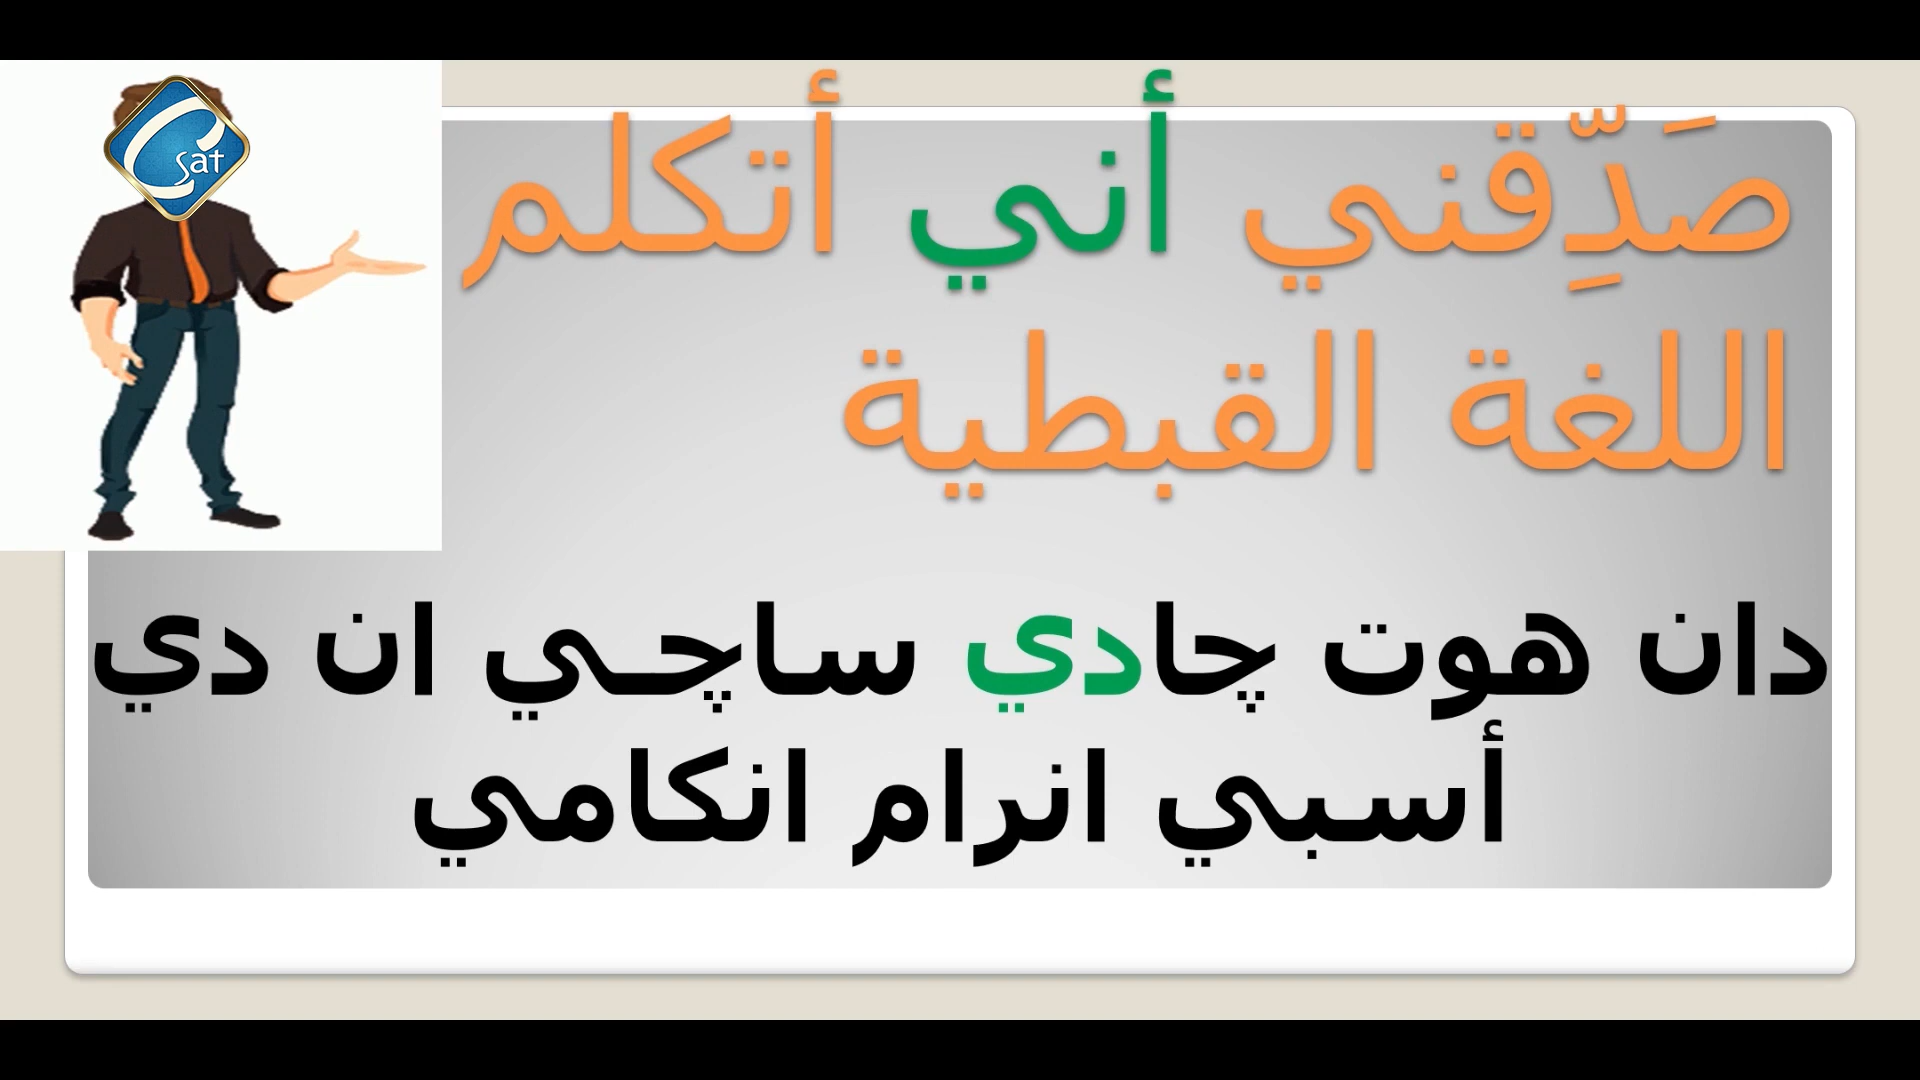 صَدِّقني أني أتكلم
اللغة القبطية
دان هوت چادي ساچـي ان دي
أسبي انرام انكامي
C sat